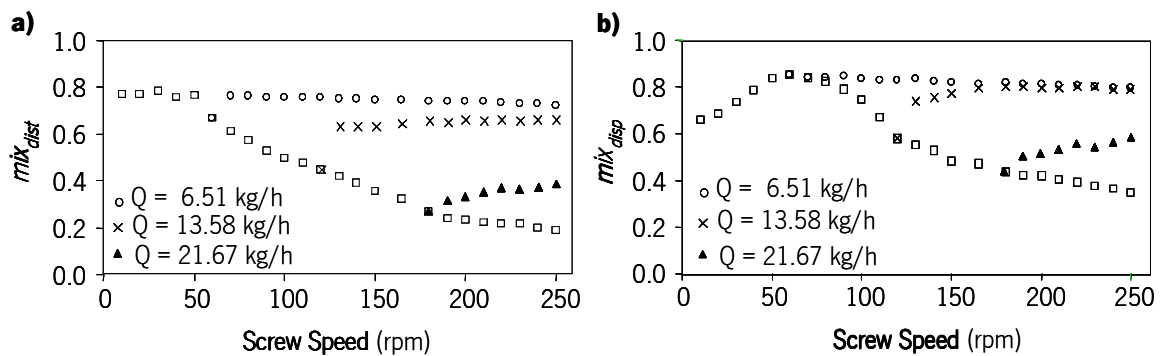 a)
1.0
0.8
0.6
0.4
0.2
0.0
mix_dist
Q = 6.51 kg/h
Q = 13.58 kg/h
Q = 21.67 kg/h
0 50 100 150 200 250
Screw Speed (rpm)
b)
1.0
0.8
0.6
0.4
0.2
0.0
mix_disp
Q = 6.51 kg/h
Q = 13.58 kg/h
Q = 21.67 kg/h
0 50 100 150 200 250
Screw Speed (rpm)